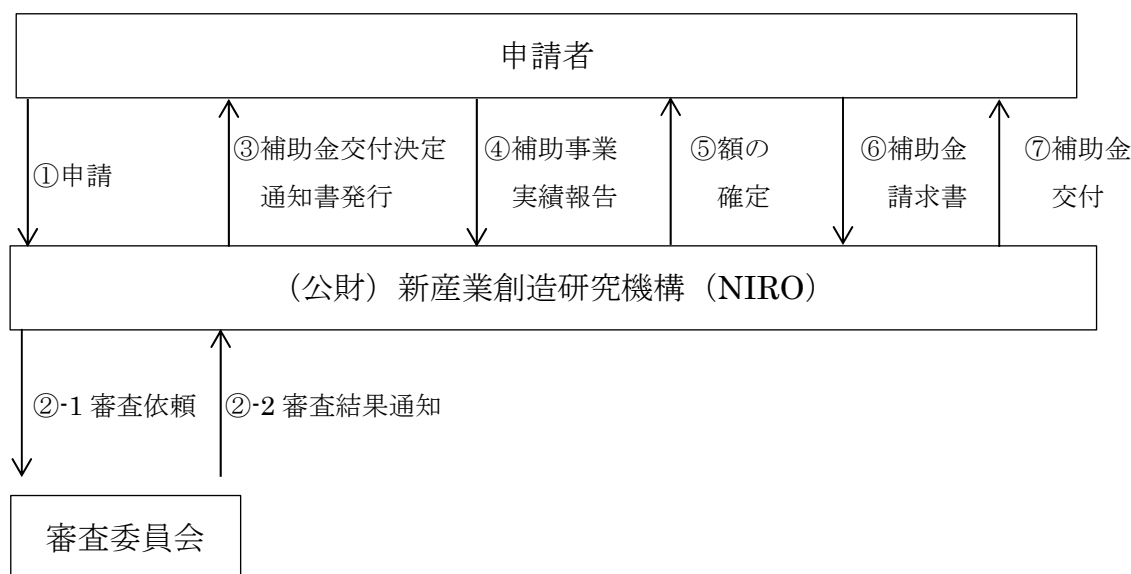 申請者
①申請
③補助金交付決定
通知書発行
④補助事業
実績報告
⑤額の
確定
⑥補助金
請求書
⑦補助金
交付
（公財）新産業創造研究機構（NIRO）
②-1 審査依頼
②-2 審査結果通知
審査委員会